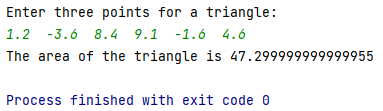 Enter three points for a triangle:
1.2  -3.6  8.4  9.1  -1.6  4.6
The area of the triangle is 47.299999999999955
Process finished with exit code 0